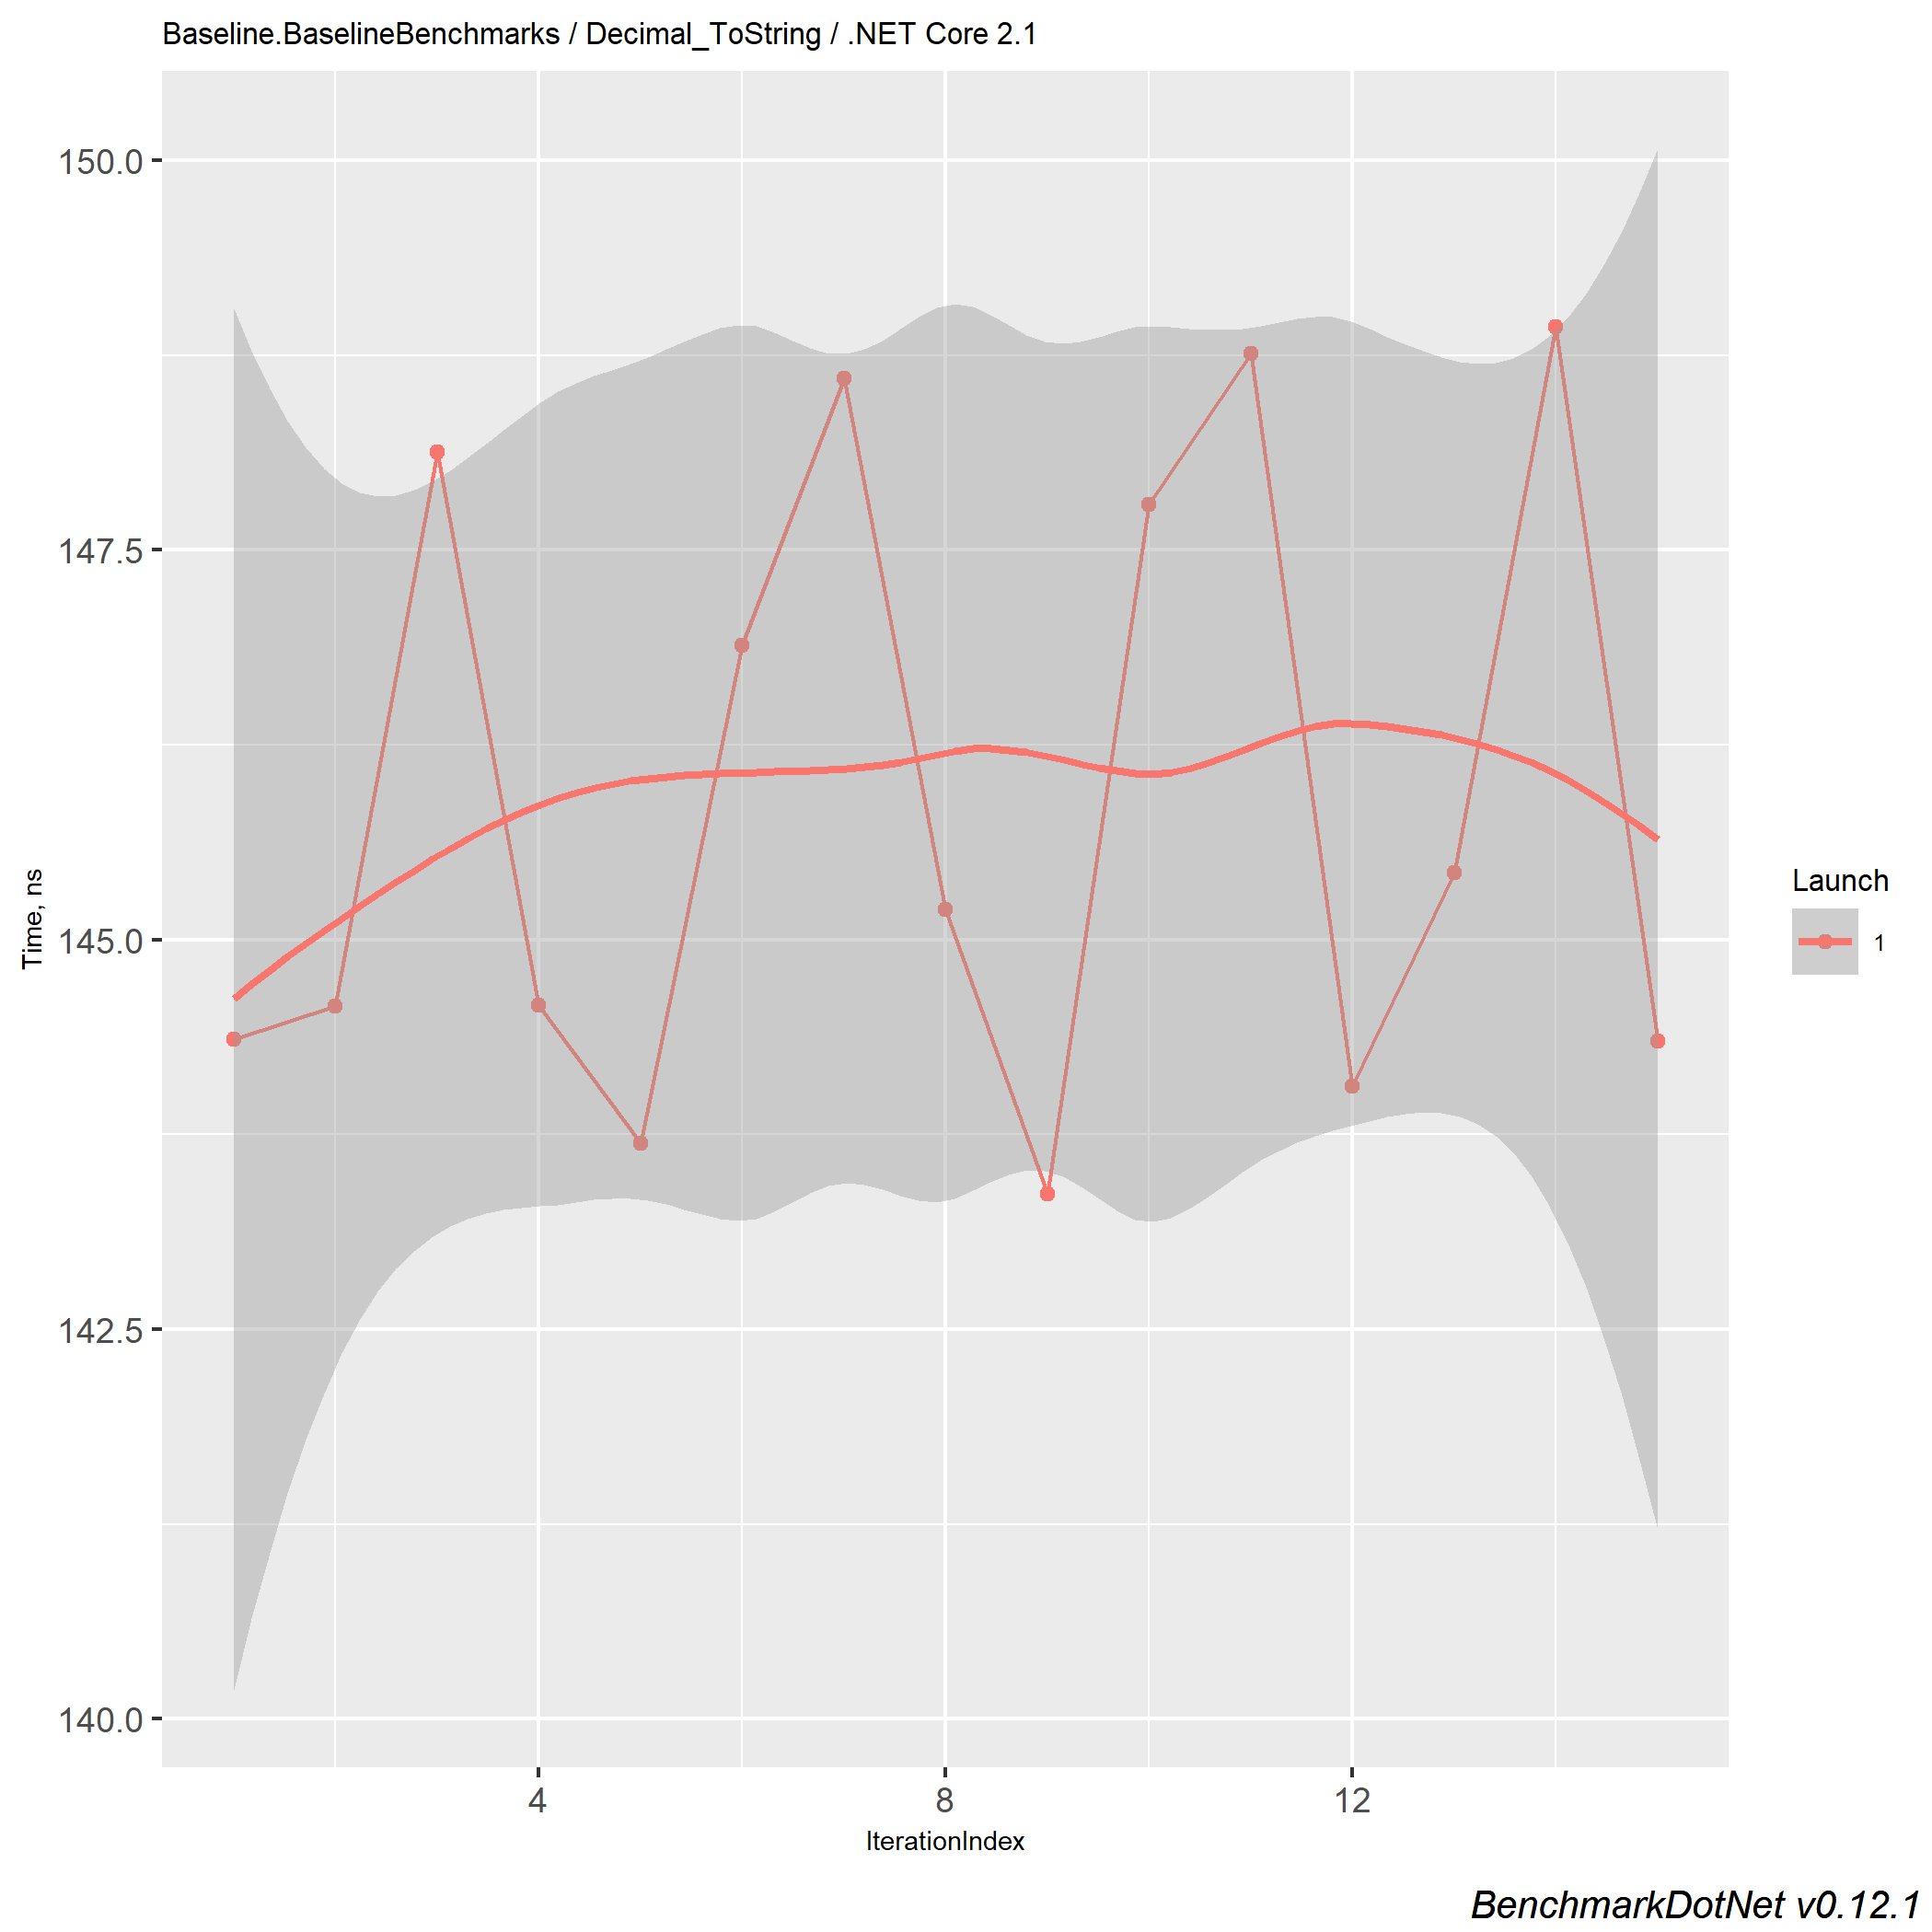 Baseline.BaselineBenchmarks / Decimal_ToString / .NET Core 2.1
150.0
147.5
145.0
142.5
140.0
Time, ns
4 8 12
IterationIndex
Launch
1
BenchmarkDotNet v0.12.1